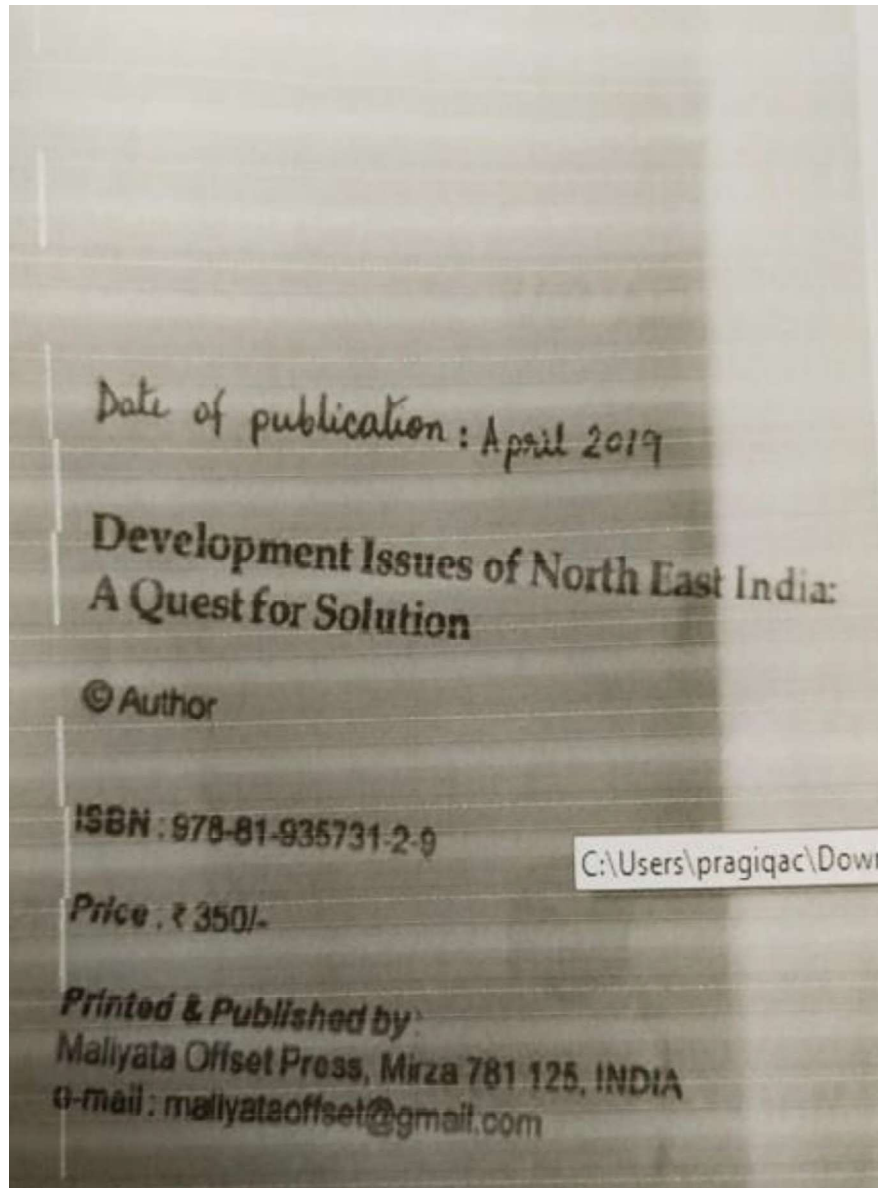 Date of publication : April 2019
Development Issues of North East India:
A Quest for Solution
© Author
ISBN : 978-81-935731-2-9
C:\Users\pragiqac\Down
Price : ₹ 350/-
Printed & Published by:
Maliyata Offset Press, Mirza 781 125, INDIA
e-mail : maliyataoffset@gmail.com